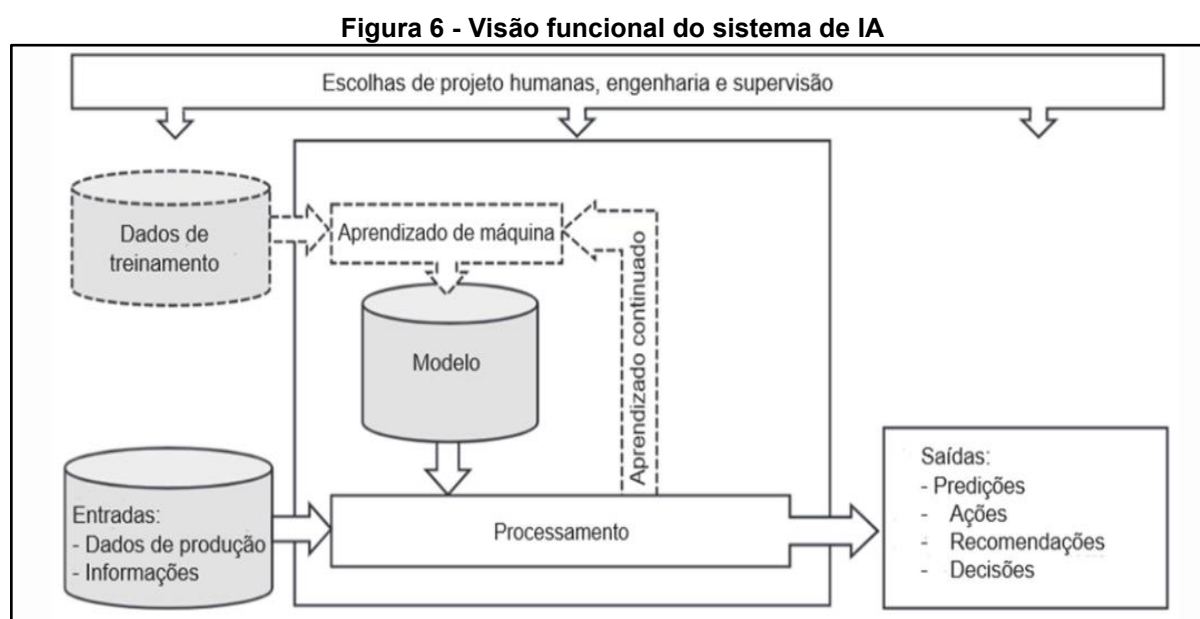 Figura 6 - Visão funcional do sistema de IA
Escolhas de projeto humanas, engenharia e supervisão
Dados de
treinamento
Aprendizado de máquina
Aprendizado continuado
Modelo
Entradas:
- Dados de produção
- Informações
Processamento
Saídas:
- Predições
- Ações
- Recomendações
- Decisões